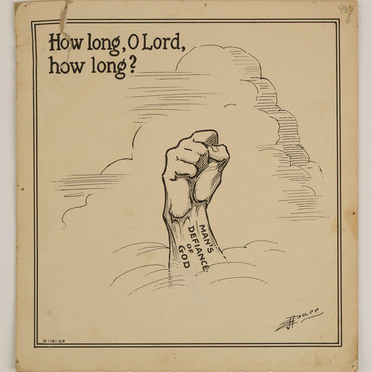 How long, O Lord,
how long?
MAN'S
DEFIANCE
OF
GOD